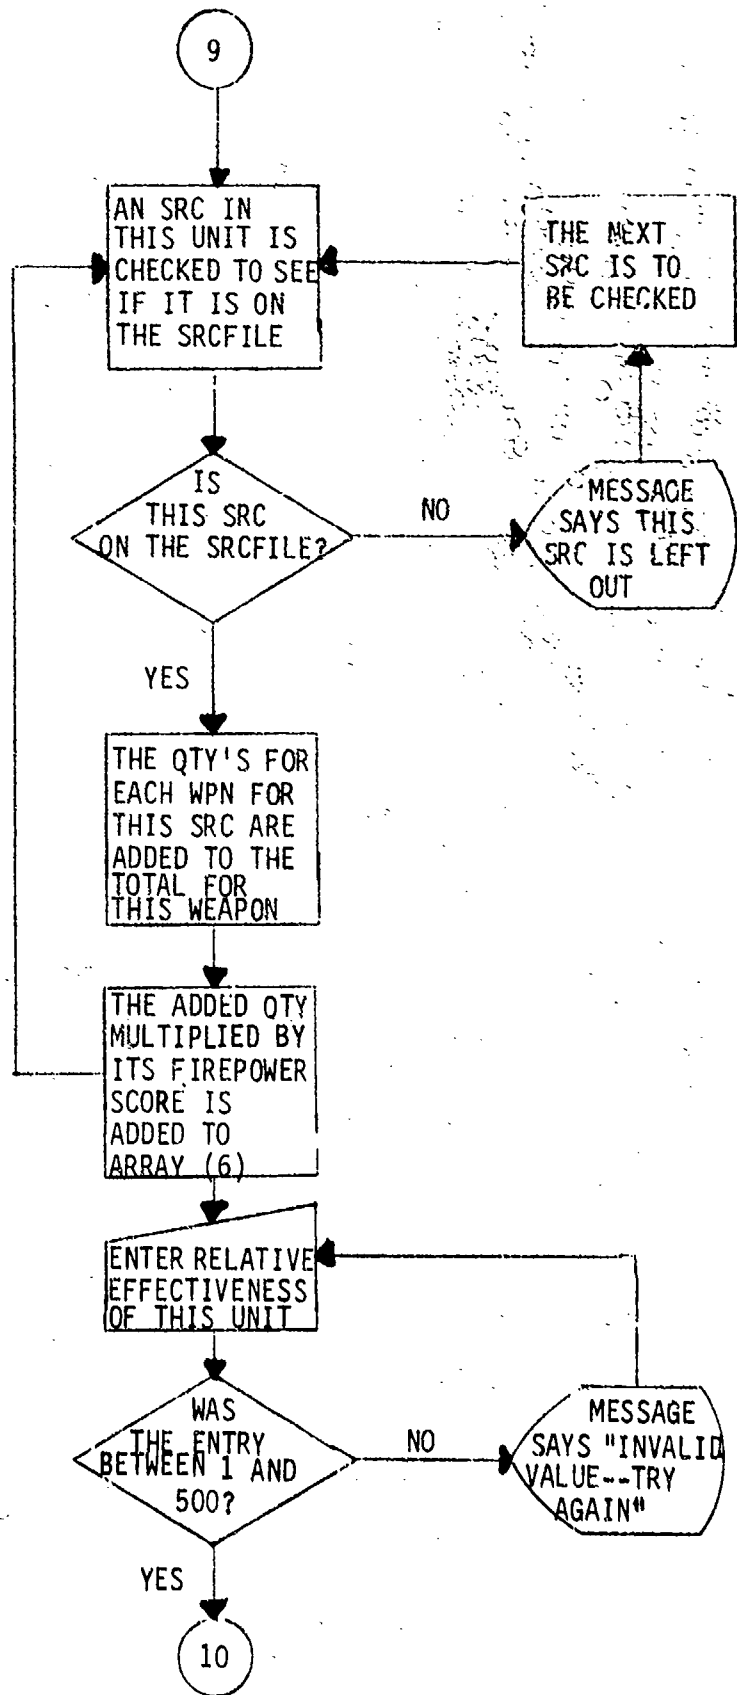 9
AN SRC IN
THIS UNIT IS
CHECKED TO SEE
IF IT IS ON
THE SRCFILE
THE NEXT
SRC IS TO
BE CHECKED
IS
THIS SRC
ON THE SRCFILE?
NO
MESSAGE
SAYS THIS
SRC IS LEFT
OUT
YES
THE QTY'S FOR
EACH WPN FOR
THIS SRC ARE
ADDED TO THE
TOTAL FOR
THIS WEAPON
THE ADDED QTY
MULTIPLIED BY
ITS FIREPOWER
SCORE IS
ADDED TO
ARRAY (6)
ENTER RELATIVE
EFFECTIVENESS
OF THIS UNIT
WAS
THE ENTRY
BETWEEN 1 AND
500?
NO
MESSAGE
SAYS "INVALID
VALUE--TRY
AGAIN"
YES
10